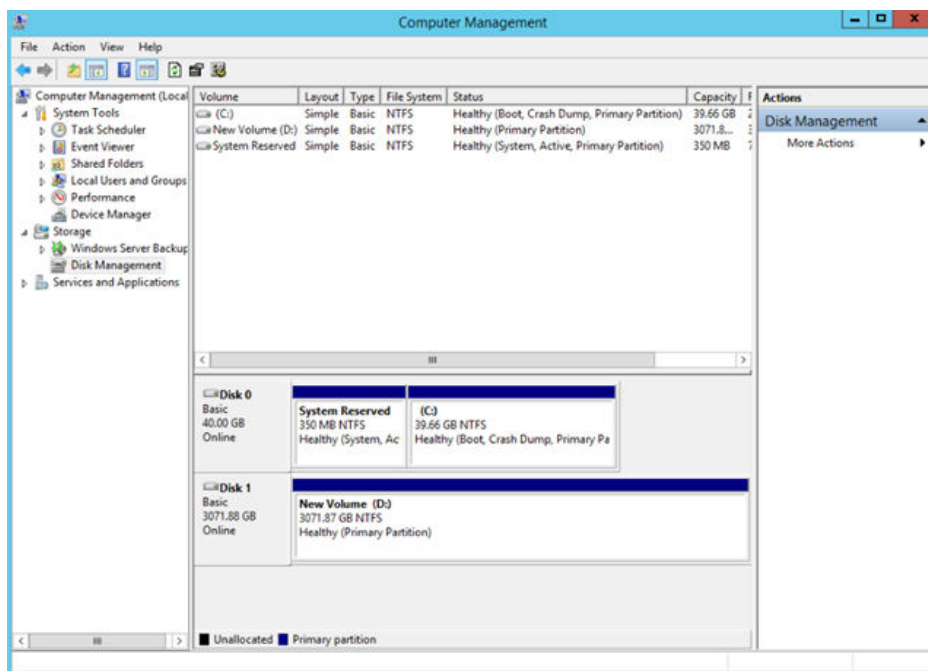 Computer Management
File Action View Help
Computer Management (Local
System Tools
Task Scheduler
Event Viewer
Shared Folders
Local Users and Groups
Performance
Device Manager
Storage
Windows Server Backup
Disk Management
Services and Applications
Volume Layout Type File System Status Capacity F
(C:) Simple Basic NTFS Healthy (Boot, Crash Dump, Primary Partition) 39.66 GB
New Volume (D:) Simple Basic NTFS Healthy (Primary Partition) 3071.8...
System Reserved Simple Basic NTFS Healthy (System, Active, Primary Partition) 350 MB
Disk 0
Basic
40.00 GB
Online
System Reserved
350 MB NTFS
Healthy (System, Ac
(C:)
39.66 GB NTFS
Healthy (Boot, Crash Dump, Primary Pa
Disk 1
Basic
3071.88 GB
Online
New Volume (D:)
3071.87 GB NTFS
Healthy (Primary Partition)
Unallocated Primary partition
Actions
Disk Management
More Actions